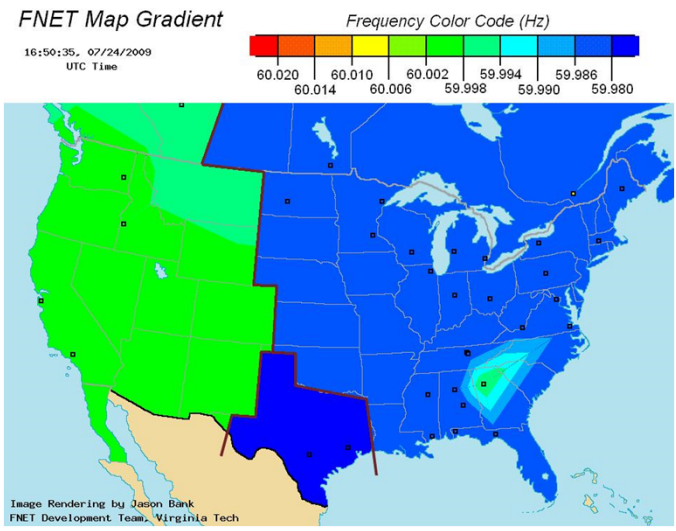 FNET Map Gradient
Frequency Color Code (Hz)
16:50:35, 07/24/2009
UTC Time
60.020 60.010 60.002 59.994 59.986
60.014 60.006 59.998 59.990 59.980
Image Rendering by Jason Bank
FNET Development Team, Virginia Tech